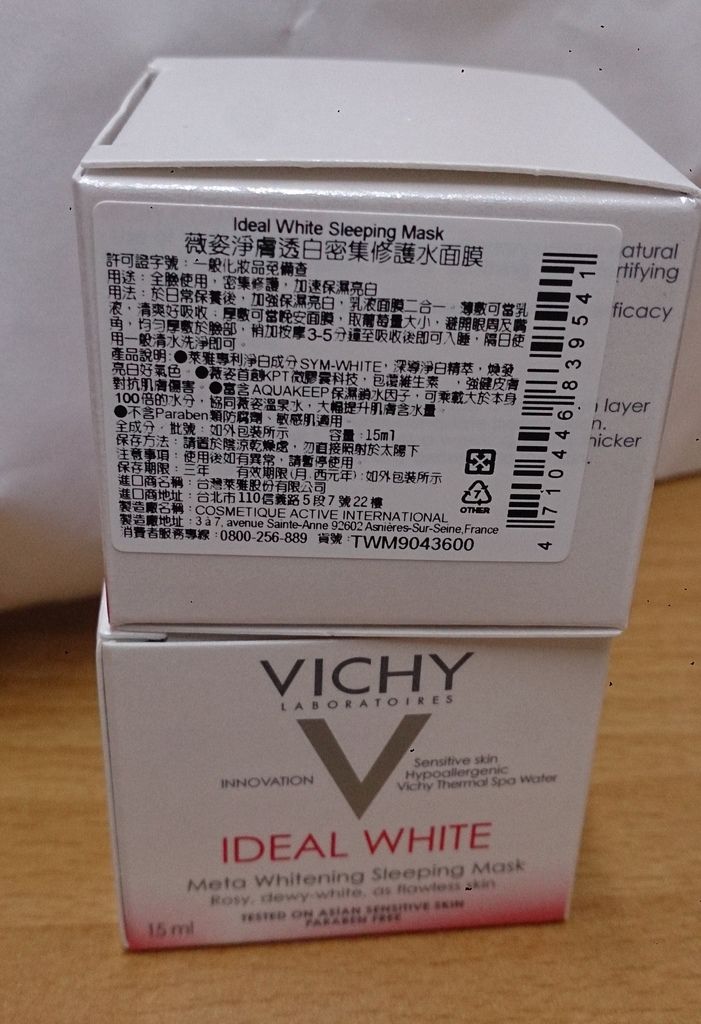 Ideal White Sleeping Mask
薇姿淨膚透白密集修護水面膜
許可證字號：一般化妝品免備查
用途：全臉使用，密集修護，加速保濕亮白
用法：於日常保養後，加強保濕亮白，乳液面膜二合一。薄敷可當乳
液，清爽好吸收；厚敷可當晚安面膜，取葡萄量大小，避開眼周及嘴
角，均勻厚敷於臉部，稍加按摩3-5分鐘至吸收後即可入睡，隔日使
用一般清水洗淨即可。
產品說明：●萊雅專利淨白成分SYM-WHITE，深導淨白精萃，煥發
亮白好氣色。●薇姿首創KPT微膠囊科技，包覆維生素 ，強健皮膚
對抗肌膚傷害。●富含AQUAKEEP保濕鎖水因子，可乘載大於本身
100倍的水分，協同薇姿溫泉水，大幅提升肌膚含水量。
●不含Paraben類防腐劑、敏感肌適用。
全成分、批號：如外包裝所示 容量：15ml
保存方法：請置於陰涼乾燥處，勿直接照射於太陽下
注意事項：使用後如有異常，請暫停使用。
保存期限：三年 有效期限(月.西元年)：如外包裝所示
進口商名稱：台灣萊雅股份有限公司
進口商地址：台北市110信義路5段7號22樓
製造廠名稱：COSMETIQUE ACTIVE INTERNATIONAL
製造廠地址：3 à 7, avenue Sainte-Anne 92602 Asnières-Sur-Seine,France
消費者服務專線：0800-256-889 貨號：TWM9043600
7
OTHER
4 710446 839541
atural
rtifying
ficacy
layer
n.
hicker
VICHY
LABORATOIRES
INNOVATION
Sensitive skin
Hypoallergenic
Vichy Thermal Spa Water
IDEAL WHITE
Meta Whitening Sleeping Mask
Rosy, dewy-white, as flawless skin
TESTED ON ASIAN SENSITIVE SKIN
PARABEN FREE
15 ml